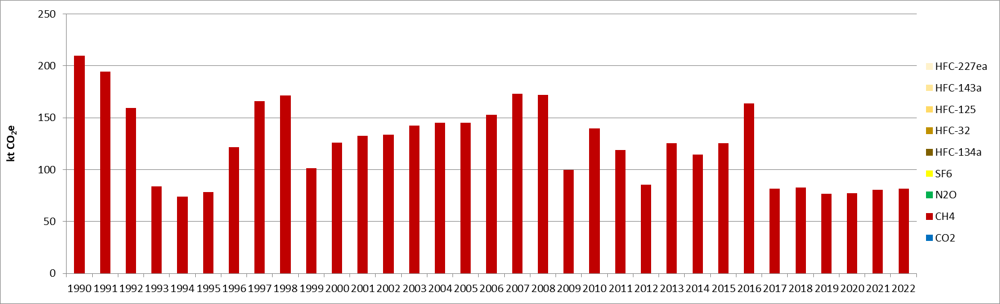 250
200
150
100
50
0
kt CO₂e
1990 1991 1992 1993 1994 1995 1996 1997 1998 1999 2000 2001 2002 2003 2004 2005 2006 2007 2008 2009 2010 2011 2012 2013 2014 2015 2016 2017 2018 2019 2020 2021 2022
HFC-227ea
HFC-143a
HFC-125
HFC-32
HFC-134a
SF6
N2O
CH4
CO2